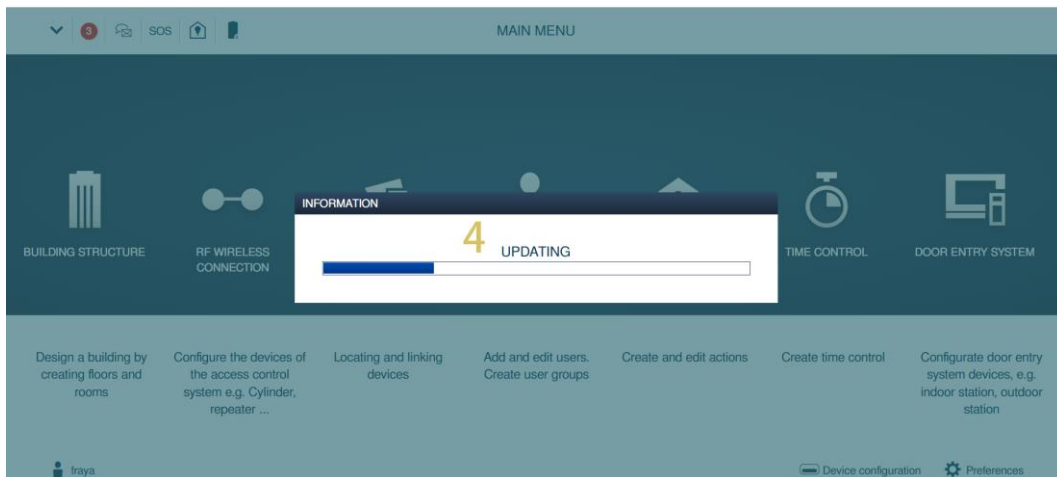 3
SOS
MAIN MENU
INFORMATION
4
UPDATING
BUILDING STRUCTURE
RF WIRELESS
CONNECTION
TIME CONTROL
DOOR ENTRY SYSTEM
Design a building by
creating floors and
rooms
Configure the devices of
the access control
system e.g. Cylinder,
repeater ...
Locating and linking
devices
Add and edit users.
Create user groups
Create and edit actions
Create time control
Configurate door entry
system devices, e.g.
indoor station, outdoor
station
fraya
Device configuration
Preferences